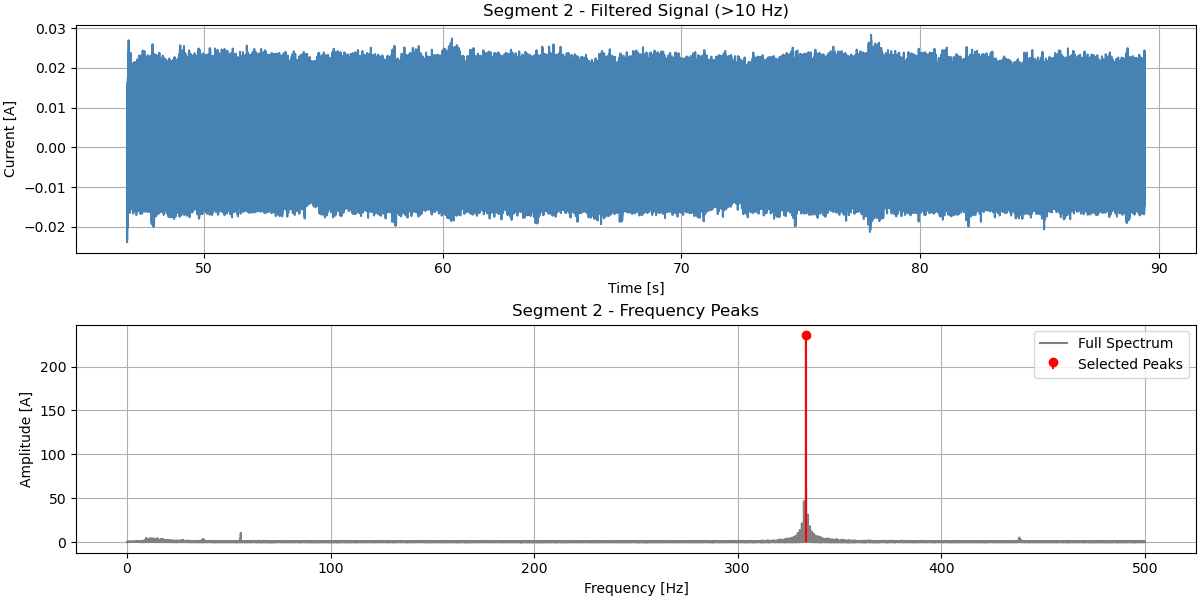 Segment 2 - Filtered Signal (>10 Hz)
Current [A]
0.03
0.02
0.01
0.00
−0.01
−0.02
50 60 70 80 90
Time [s]
Segment 2 - Frequency Peaks
Amplitude [A]
200
150
100
50
0
Full Spectrum
Selected Peaks
0 100 200 300 400 500
Frequency [Hz]